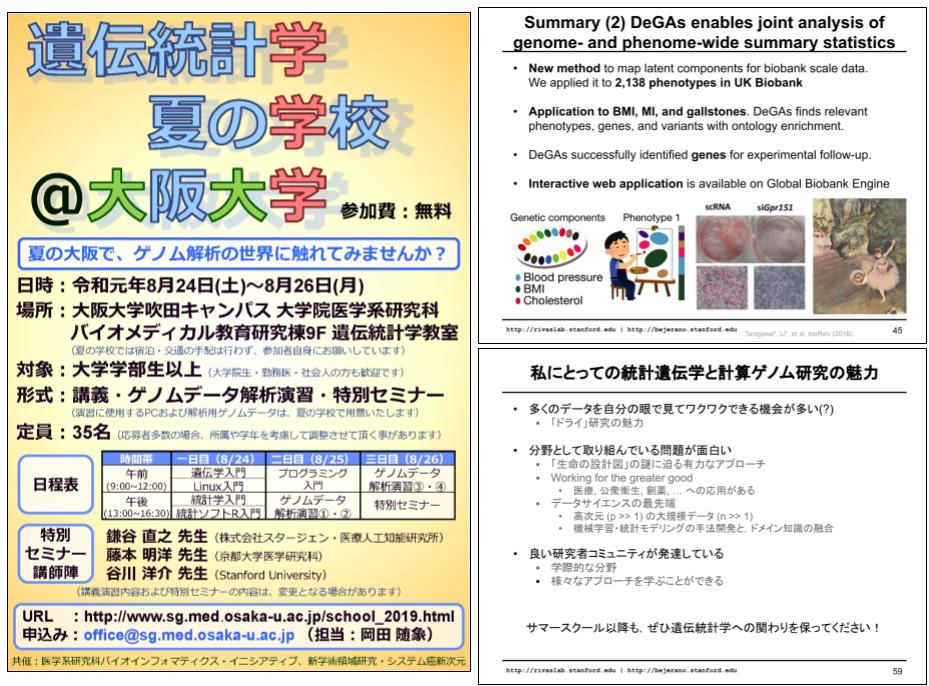 遺伝統計学
夏の学校
@大阪大学 参加費：無料
夏の大阪で、ゲノム解析の世界に触れてみませんか？
日時：令和元年8月24日(土)～8月26日(月)
場所：大阪大学吹田キャンパス 大学院医学系研究科
バイオメディカル教育研究棟9F 遺伝統計学教室
（夏の学校では宿泊・交通の手配は行わず、参加者自身にお願いしています）
対象：大学学部生以上（大学院生・勤務医・社会人の方も歓迎です）
形式：講義・ゲノムデータ解析演習・特別セミナー
（演習に使用するPCおよび解析用ゲノムデータは、夏の学校で用意いたします）
定員：35名（応募者多数の場合、所属や学年を考慮して調整させて頂く事があります）
日程表
時間帯 一日目（8/24） 二日目（8/25） 三日目（8/26）
午前 (9:00~12:00) 遺伝学入門 Linux入門 プログラミング入門 ゲノムデータ解析演習③・④
午後 (13:00~16:30) 統計学入門 統計ソフトR入門 ゲノムデータ解析演習①・② 特別セミナー
特別
セミナー
講師陣
鎌谷 直之 先生（株式会社スタージェン・医療人工知能研究所）
藤本 明洋 先生（京都大学医学研究科）
谷川 洋介 先生（Stanford University）
（講義演習内容および特別セミナーの内容は、変更となる場合があります）
URL ：http://www.sg.med.osaka-u.ac.jp/school_2019.html
申込み：office@sg.med.osaka-u.ac.jp （担当：岡田 随象）
共催：医学系研究科バイオインフォマティクス・イニシアティブ、新学術領域研究・システム癌新次元
Summary (2) DeGAs enables joint analysis of
genome- and phenome-wide summary statistics
• New method to map latent components for biobank scale data.
We applied it to 2,138 phenotypes in UK Biobank
• Application to BMI, MI, and gallstones. DeGAs finds relevant
phenotypes, genes, and variants with ontology enrichment.
• DeGAs successfully identified genes for experimental follow-up.
• Interactive web application is available on Global Biobank Engine
Genetic components
Phenotype 1
scRNA
siGpr151
Blood pressure
BMI
Cholesterol
http://rivaslab.stanford.edu | http://bejerano.stanford.edu
Tanigawa*, Li*, et al. bioRxiv (2018).
45
私にとっての統計遺伝学と計算ゲノム研究の魅力
• 多くのデータを自分の眼で見てワクワクできる機会が多い(?)
▪ 「ドライ」研究の魅力
• 分野として取り組んでいる問題が面白い
▪ 「生命の設計図」の謎に迫る有力なアプローチ
▪ Working for the greater good
• 医療, 公衆衛生, 創薬, … への応用がある
▪ データサイエンスの最先端
• 高次元 (p >> 1) の大規模データ (n >> 1)
• 機械学習・統計モデリングの手法開発と, ドメイン知識の融合
• 良い研究者コミュニティが発達している
▪ 学際的な分野
▪ 様々なアプローチを学ぶことができる
サマースクール以降も, ぜひ遺伝統計学への関わりを保ってください！
http://rivaslab.stanford.edu | http://bejerano.stanford.edu
59